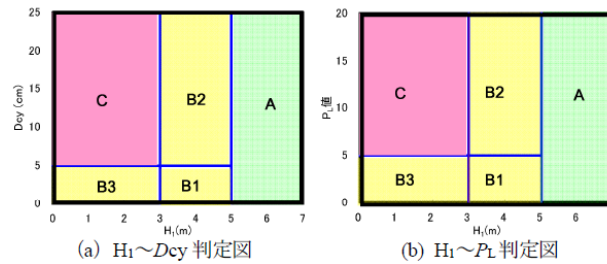 25
20
15
10
5
0
Dcy (cm)
C
B2
A
B3
B1
0 1 2 3 4 5 6 7
H₁(m)
(a) H₁～Dcy 判定図
20
15
10
5
0
P_L値
C
B2
A
B3
B1
0 1 2 3 4 5 6
H₁(m)
(b) H₁～P_L 判定図